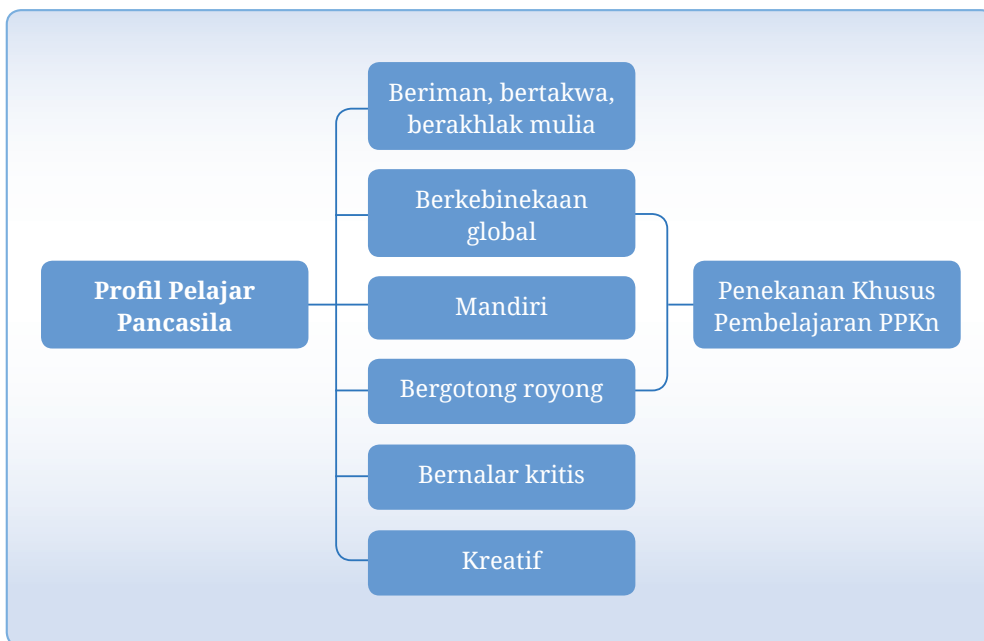 Profil Pelajar
Pancasila
Beriman, bertakwa,
berakhlak mulia
Berkebinekaan
global
Mandiri
Bergotong royong
Bernalar kritis
Kreatif
Penekanan Khusus
Pembelajaran PPKn